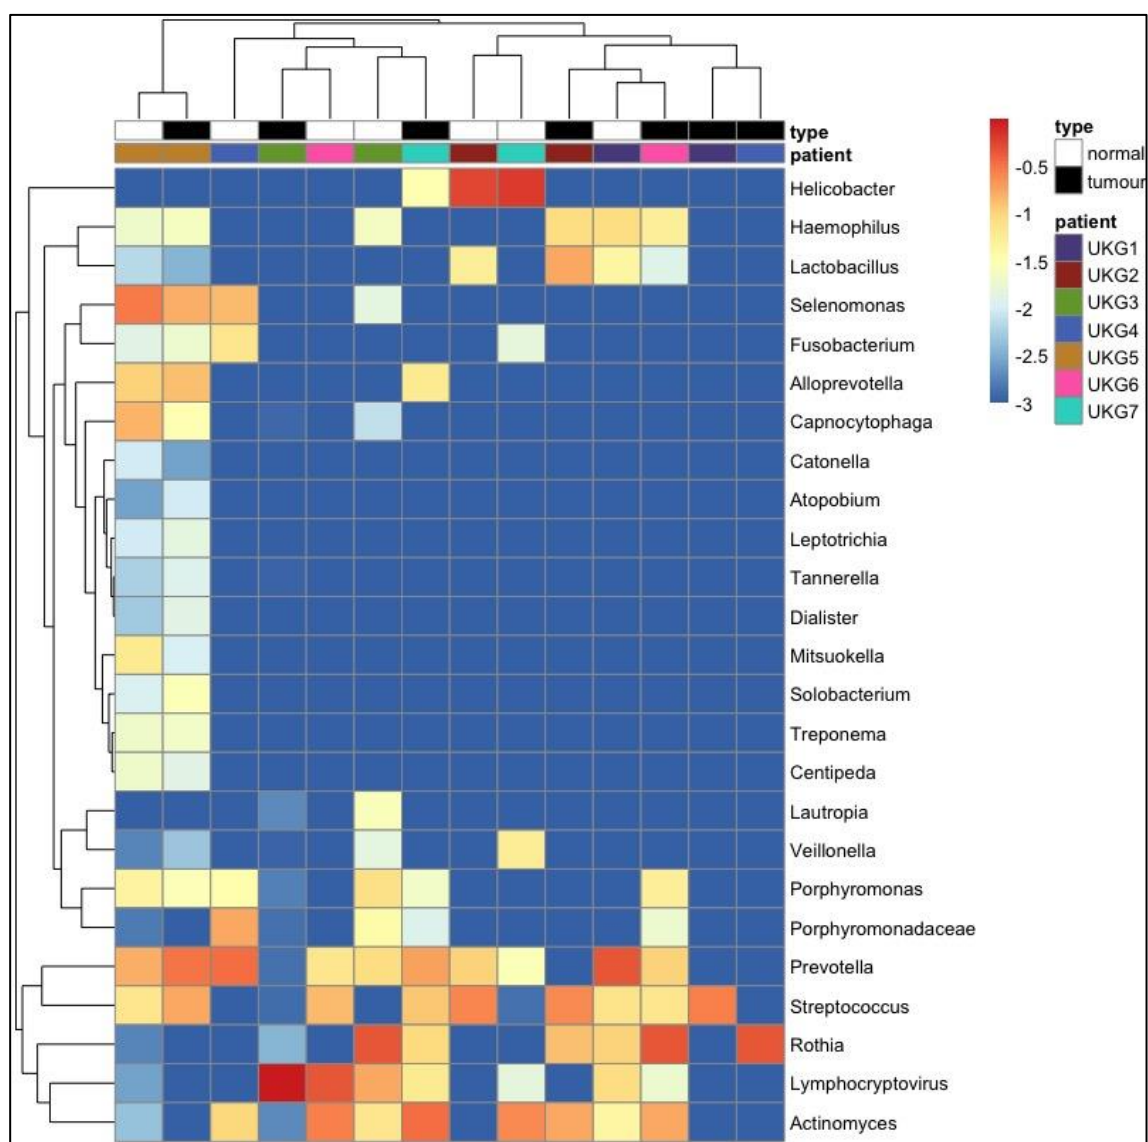 type
patient
Helicobacter
Haemophilus
Lactobacillus
Selenomonas
Fusobacterium
Alloprevotella
Capnocytophaga
Catonella
Atopobium
Leptotrichia
Tannerella
Dialister
Mitsuokella
Solobacterium
Treponema
Centipeda
Lautropia
Veillonella
Porphyromonas
Porphyromonadaceae
Prevotella
Streptococcus
Rothia
Lymphocryptovirus
Actinomyces
-0.5
-1
-1.5
-2
-2.5
-3
type
normal
tumour
patient
UKG1
UKG2
UKG3
UKG4
UKG5
UKG6
UKG7